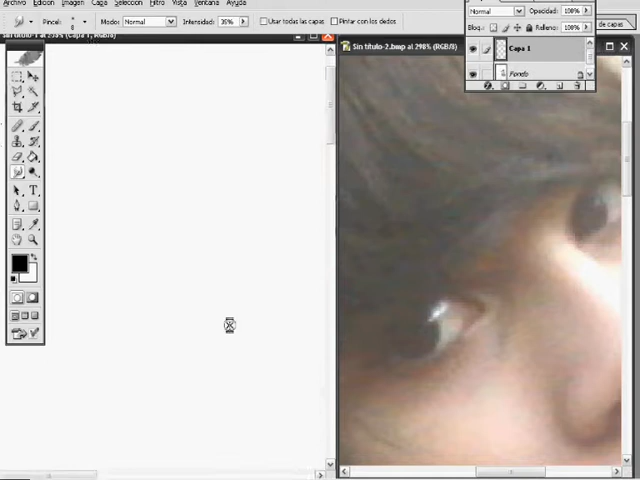 Archivo Edición Imagen Capa Selección Filtro Vista Ventana Ayuda
Pincel: 8 Modo: Normal Intensidad: 35% Usar todas las capas Pintar con los dedos
de capas
Normal Opacidad: 100%
Bloq.: Relleno: 100%
Capa 1
Fondo
Sin título-2.bmp al 298% (RGB/8)
T